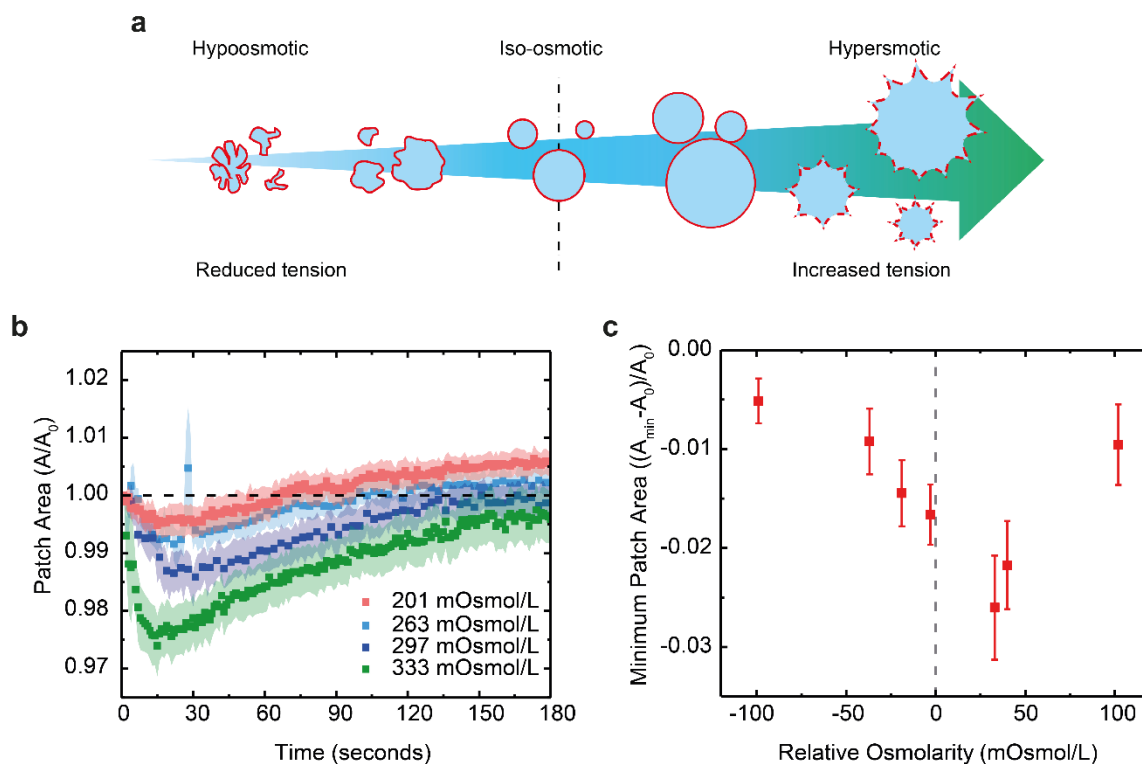 a
Hypoosmotic
Iso-osmotic
Hypersmotic
Reduced tension
Increased tension
b
Patch Area (A/A0)
1.02
1.01
1.00
0.99
0.98
0.97
201 mOsmol/L
263 mOsmol/L
297 mOsmol/L
333 mOsmol/L
0 30 60 90 120 150 180
Time (seconds)
c
Minimum Patch Area ((Amin-A0)/A0)
0.00
-0.01
-0.02
-0.03
-100 -50 0 50 100
Relative Osmolarity (mOsmol/L)